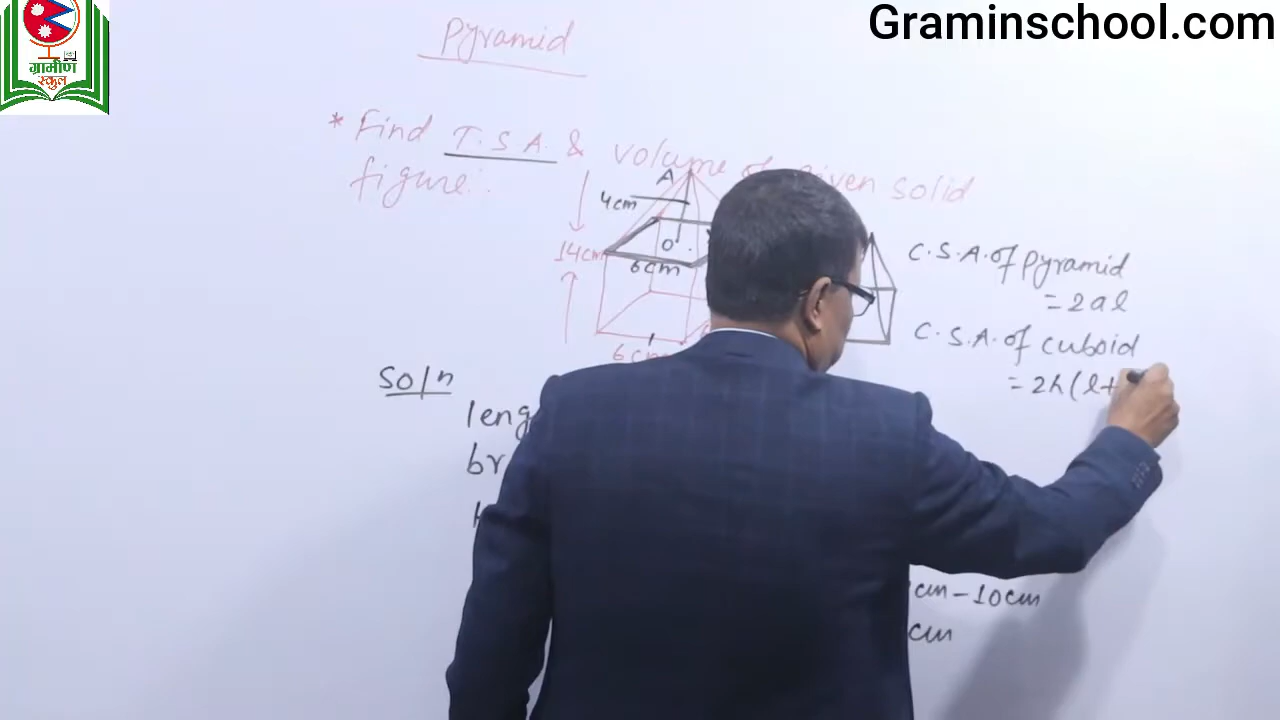 Graminschool.com
ग्रामीण
स्कुल
Pyramid
* Find T.S.A. & volume of given solid
figure:
A
4cm
14cm
O
6cm
6cm
C.S.A. of pyramid
= 2al
C.S.A. of cuboid
= 2h(l+
Soln
leng
br
cm - 10cm
cm